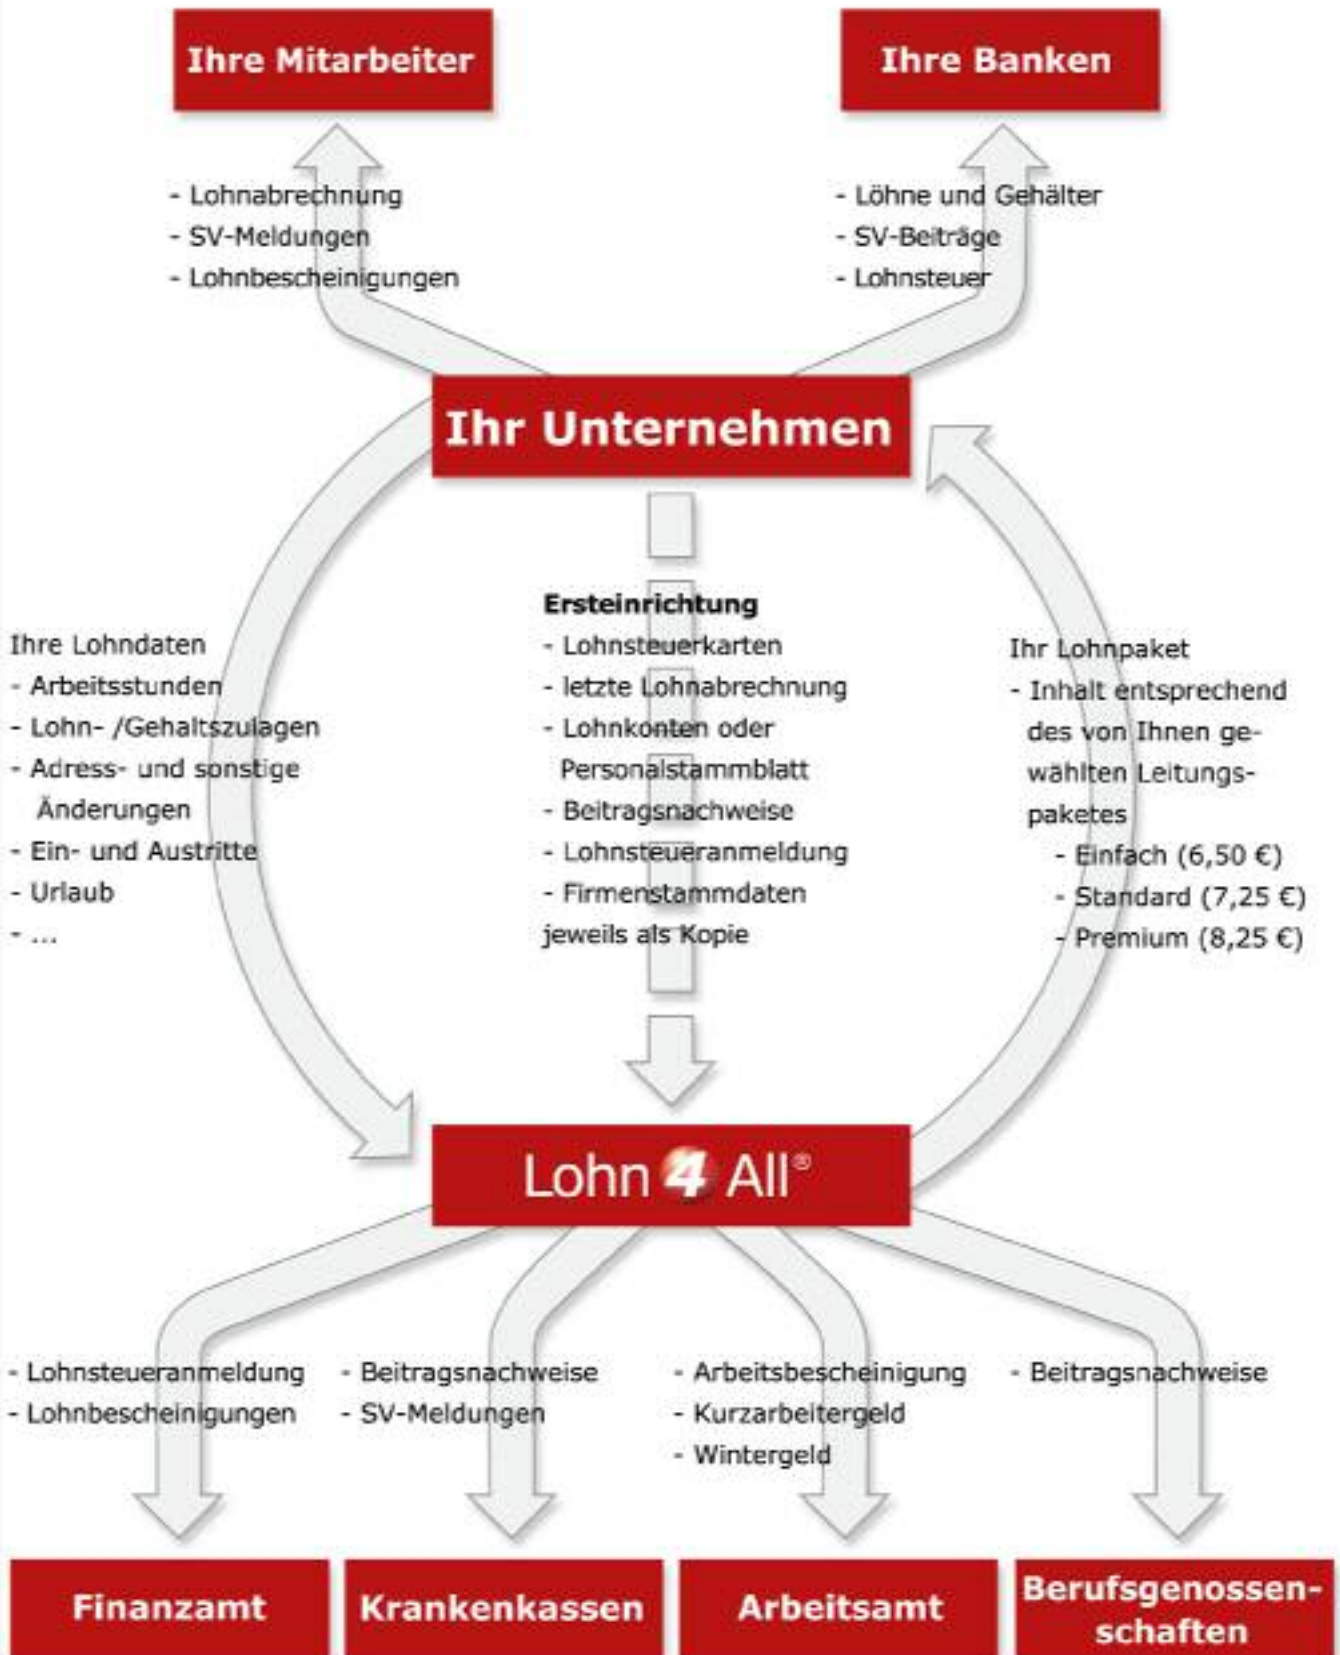 Ihre Mitarbeiter
Ihre Banken
- Lohnabrechnung
- SV-Meldungen
- Lohnbescheinigungen
- Löhne und Gehälter
- SV-Beiträge
- Lohnsteuer
Ihr Unternehmen
Ihre Lohndaten
- Arbeitsstunden
- Lohn- /Gehaltszulagen
- Adress- und sonstige
Änderungen
- Ein- und Austritte
- Urlaub
- ...
Ersteinrichtung
- Lohnsteuerkarten
- letzte Lohnabrechnung
- Lohnkonten oder
Personalstammblatt
- Beitragsnachweise
- Lohnsteueranmeldung
- Firmenstammdaten
jeweils als Kopie
Ihr Lohnpaket
- Inhalt entsprechend
des von Ihnen ge-
wählten Leitungs-
paketes
- Einfach (6,50 €)
- Standard (7,25 €)
- Premium (8,25 €)
Lohn 4 All®
- Lohnsteueranmeldung
- Lohnbescheinigungen
- Beitragsnachweise
- SV-Meldungen
- Arbeitsbescheinigung
- Kurzarbeitergeld
- Wintergeld
- Beitragsnachweise
Finanzamt
Krankenkassen
Arbeitsamt
Berufsgenossen-
schaften